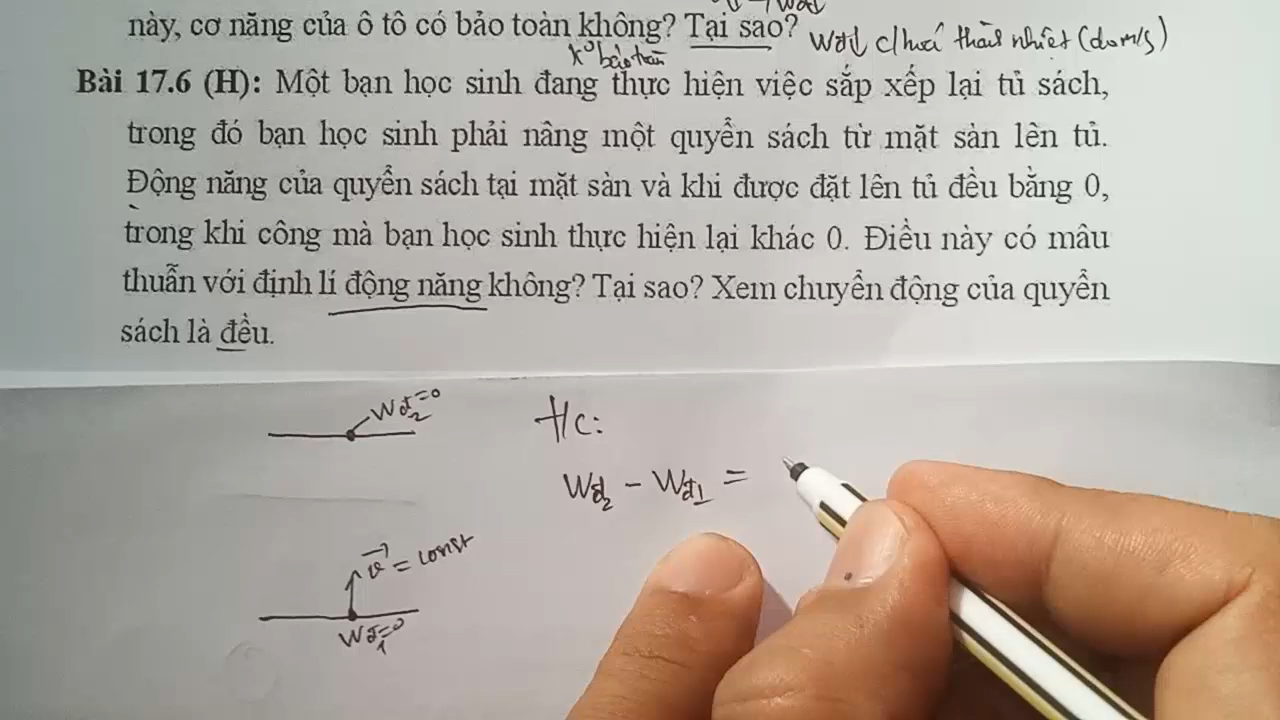 này, cơ năng của ô tô có bảo toàn không? Tại sao? Wđ c/hoá thành nhiệt (do m/s)
k° bảo toàn
Bài 17.6 (H): Một bạn học sinh đang thực hiện việc sắp xếp lại tủ sách,
trong đó bạn học sinh phải nâng một quyển sách từ mặt sàn lên tủ.
Động năng của quyển sách tại mặt sàn và khi được đặt lên tủ đều bằng 0,
trong khi công mà bạn học sinh thực hiện lại khác 0. Điều này có mâu
thuẫn với định lí động năng không? Tại sao? Xem chuyển động của quyển
sách là đều.
Wđ2=0
Hc:
Wđ2 - Wđ1 =
v = const
Wđ1=0